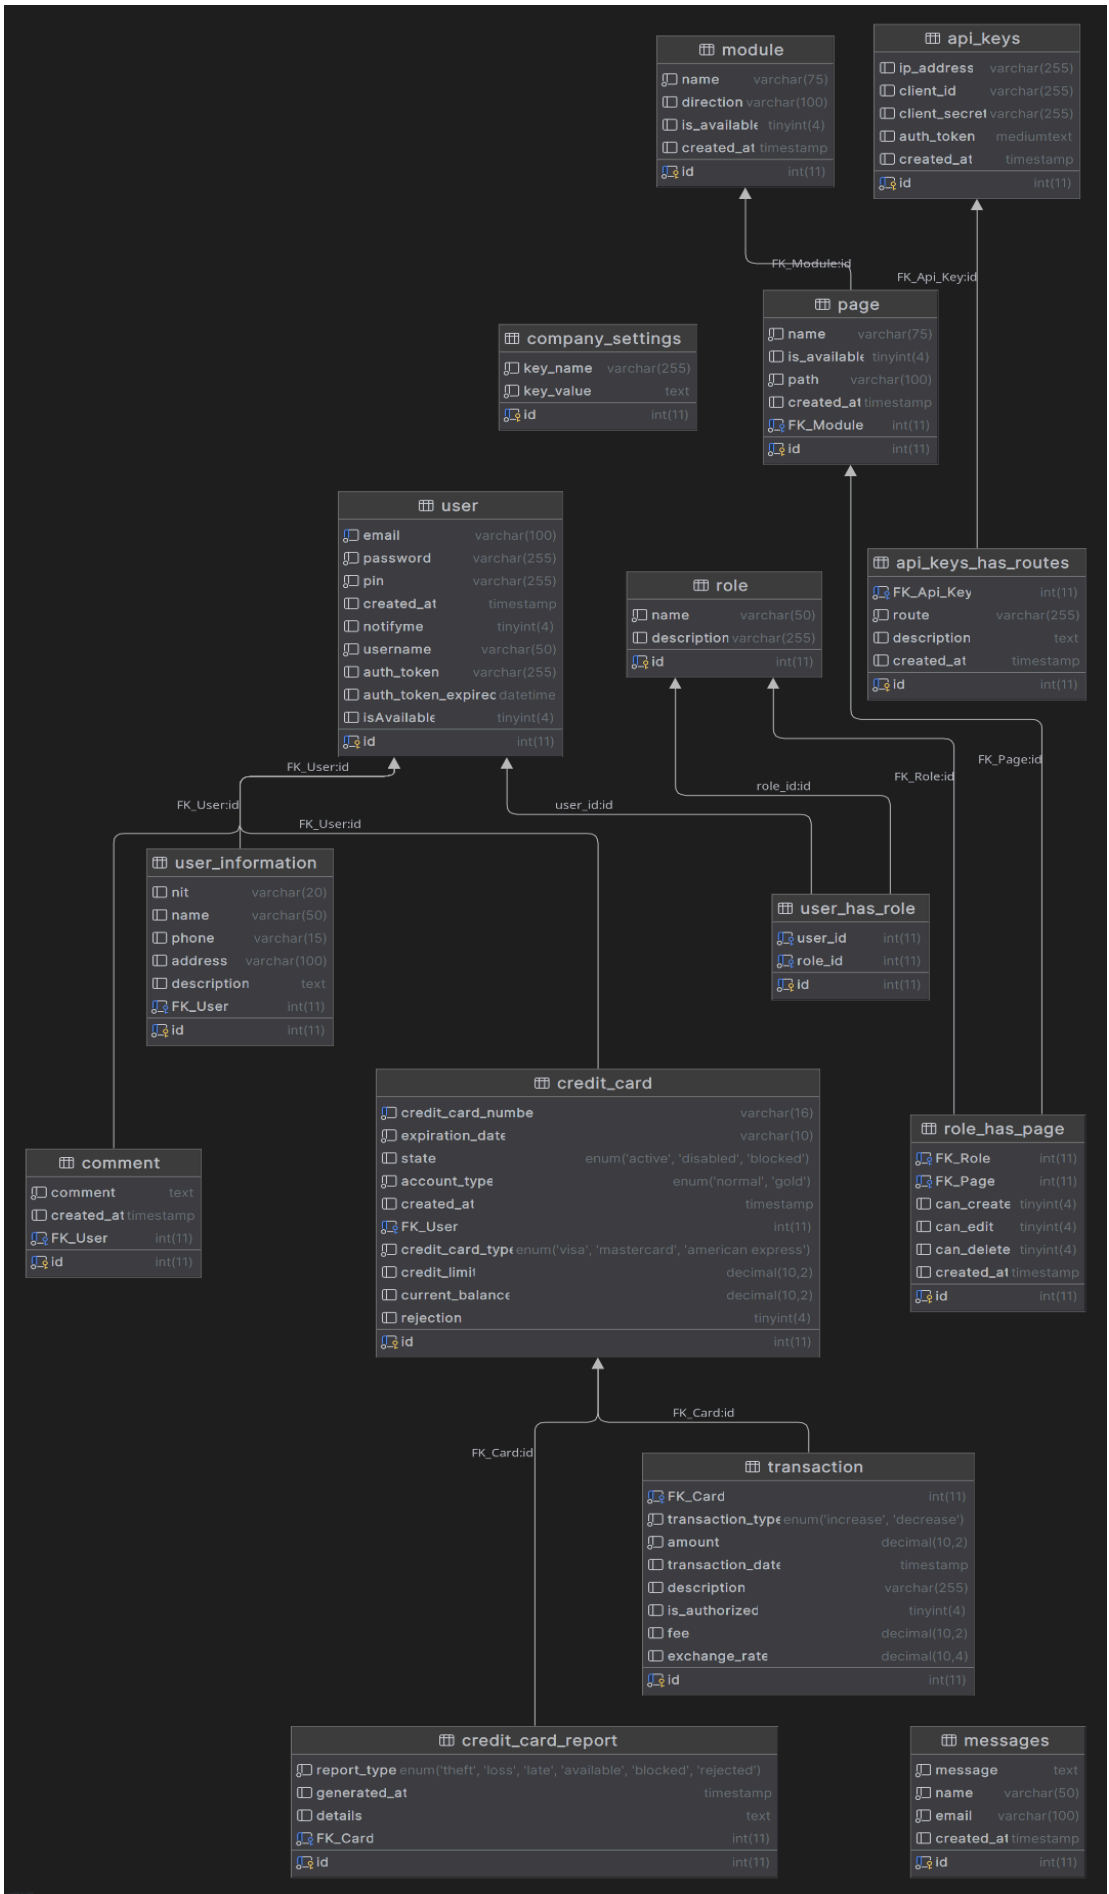 module
name varchar(75)
direction varchar(100)
is_available tinyint(4)
created_at timestamp
id int(11)
api_keys
ip_address varchar(255)
client_id varchar(255)
client_secret varchar(255)
auth_token mediumtext
created_at timestamp
id int(11)
FK_Module:id
FK_Api_Key:id
page
name varchar(75)
is_available tinyint(4)
path varchar(100)
created_at timestamp
FK_Module int(11)
id int(11)
company_settings
key_name varchar(255)
key_value text
id int(11)
user
email varchar(100)
password varchar(255)
pin varchar(255)
created_at timestamp
notifyme tinyint(4)
username varchar(50)
auth_token varchar(255)
auth_token_expired datetime
isAvailable tinyint(4)
id int(11)
role
name varchar(50)
description varchar(255)
id int(11)
api_keys_has_routes
FK_Api_Key int(11)
route varchar(255)
description text
created_at timestamp
id int(11)
FK_User:id
FK_User:id
FK_User:id
user_id:id
role_id:id
FK_Role:id
FK_Page:id
user_information
nit varchar(20)
name varchar(50)
phone varchar(15)
address varchar(100)
description text
FK_User int(11)
id int(11)
user_has_role
user_id int(11)
role_id int(11)
id int(11)
credit_card
credit_card_numbe varchar(16)
expiration_date varchar(10)
state enum('active', 'disabled', 'blocked')
account_type enum('normal', 'gold')
created_at timestamp
FK_User int(11)
credit_card_type enum('visa', 'mastercard', 'american express')
credit_limit decimal(10,2)
current_balance decimal(10,2)
rejection tinyint(4)
id int(11)
comment
comment text
created_at timestamp
FK_User int(11)
id int(11)
role_has_page
FK_Role int(11)
FK_Page int(11)
can_create tinyint(4)
can_edit tinyint(4)
can_delete tinyint(4)
created_at timestamp
id int(11)
FK_Card:id
FK_Card:id
transaction
FK_Card int(11)
transaction_type enum('increase', 'decrease')
amount decimal(10,2)
transaction_date timestamp
description varchar(255)
is_authorized tinyint(4)
fee decimal(10,2)
exchange_rate decimal(10,4)
id int(11)
credit_card_report
report_type enum('theft', 'loss', 'late', 'available', 'blocked', 'rejected')
generated_at timestamp
details text
FK_Card int(11)
id int(11)
messages
message text
name varchar(50)
email varchar(100)
created_at timestamp
id int(11)